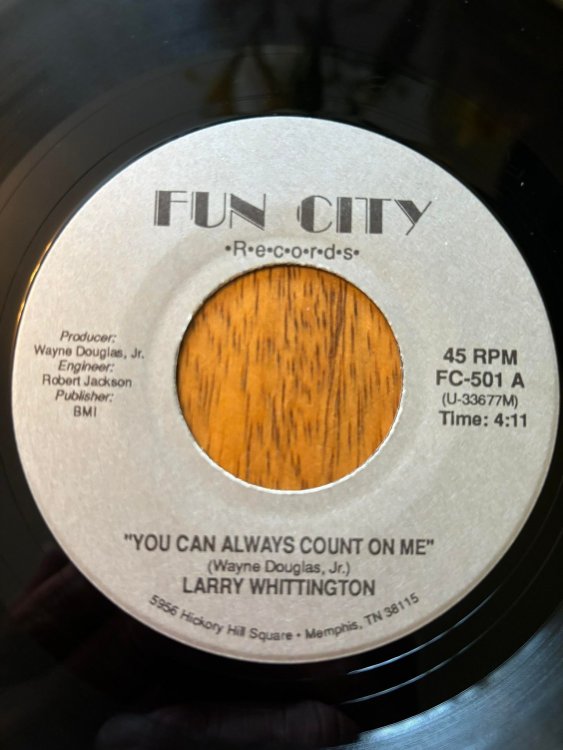 FUN CITY
•R•e•c•o•r•d•s•
Producer:
Wayne Douglas, Jr.
Engineer:
Robert Jackson
Publisher:
BMI
45 RPM
FC-501 A
(U-33677M)
Time: 4:11
"YOU CAN ALWAYS COUNT ON ME"
(Wayne Douglas, Jr.)
LARRY WHITTINGTON
5956 Hickory Hill Square • Memphis, TN 38115